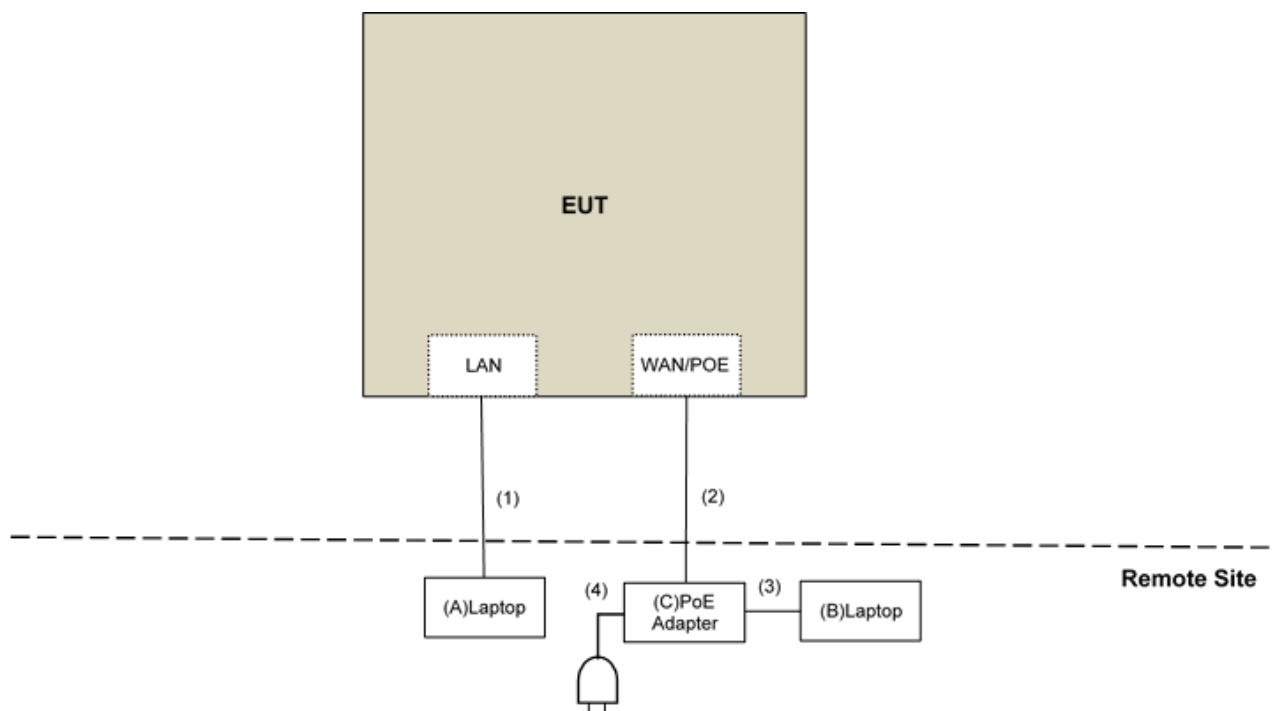 EUT
LAN
WAN/POE
(1)
(2)
Remote Site
(A)Laptop
(4)
(C)PoE
Adapter
(3)
(B)Laptop